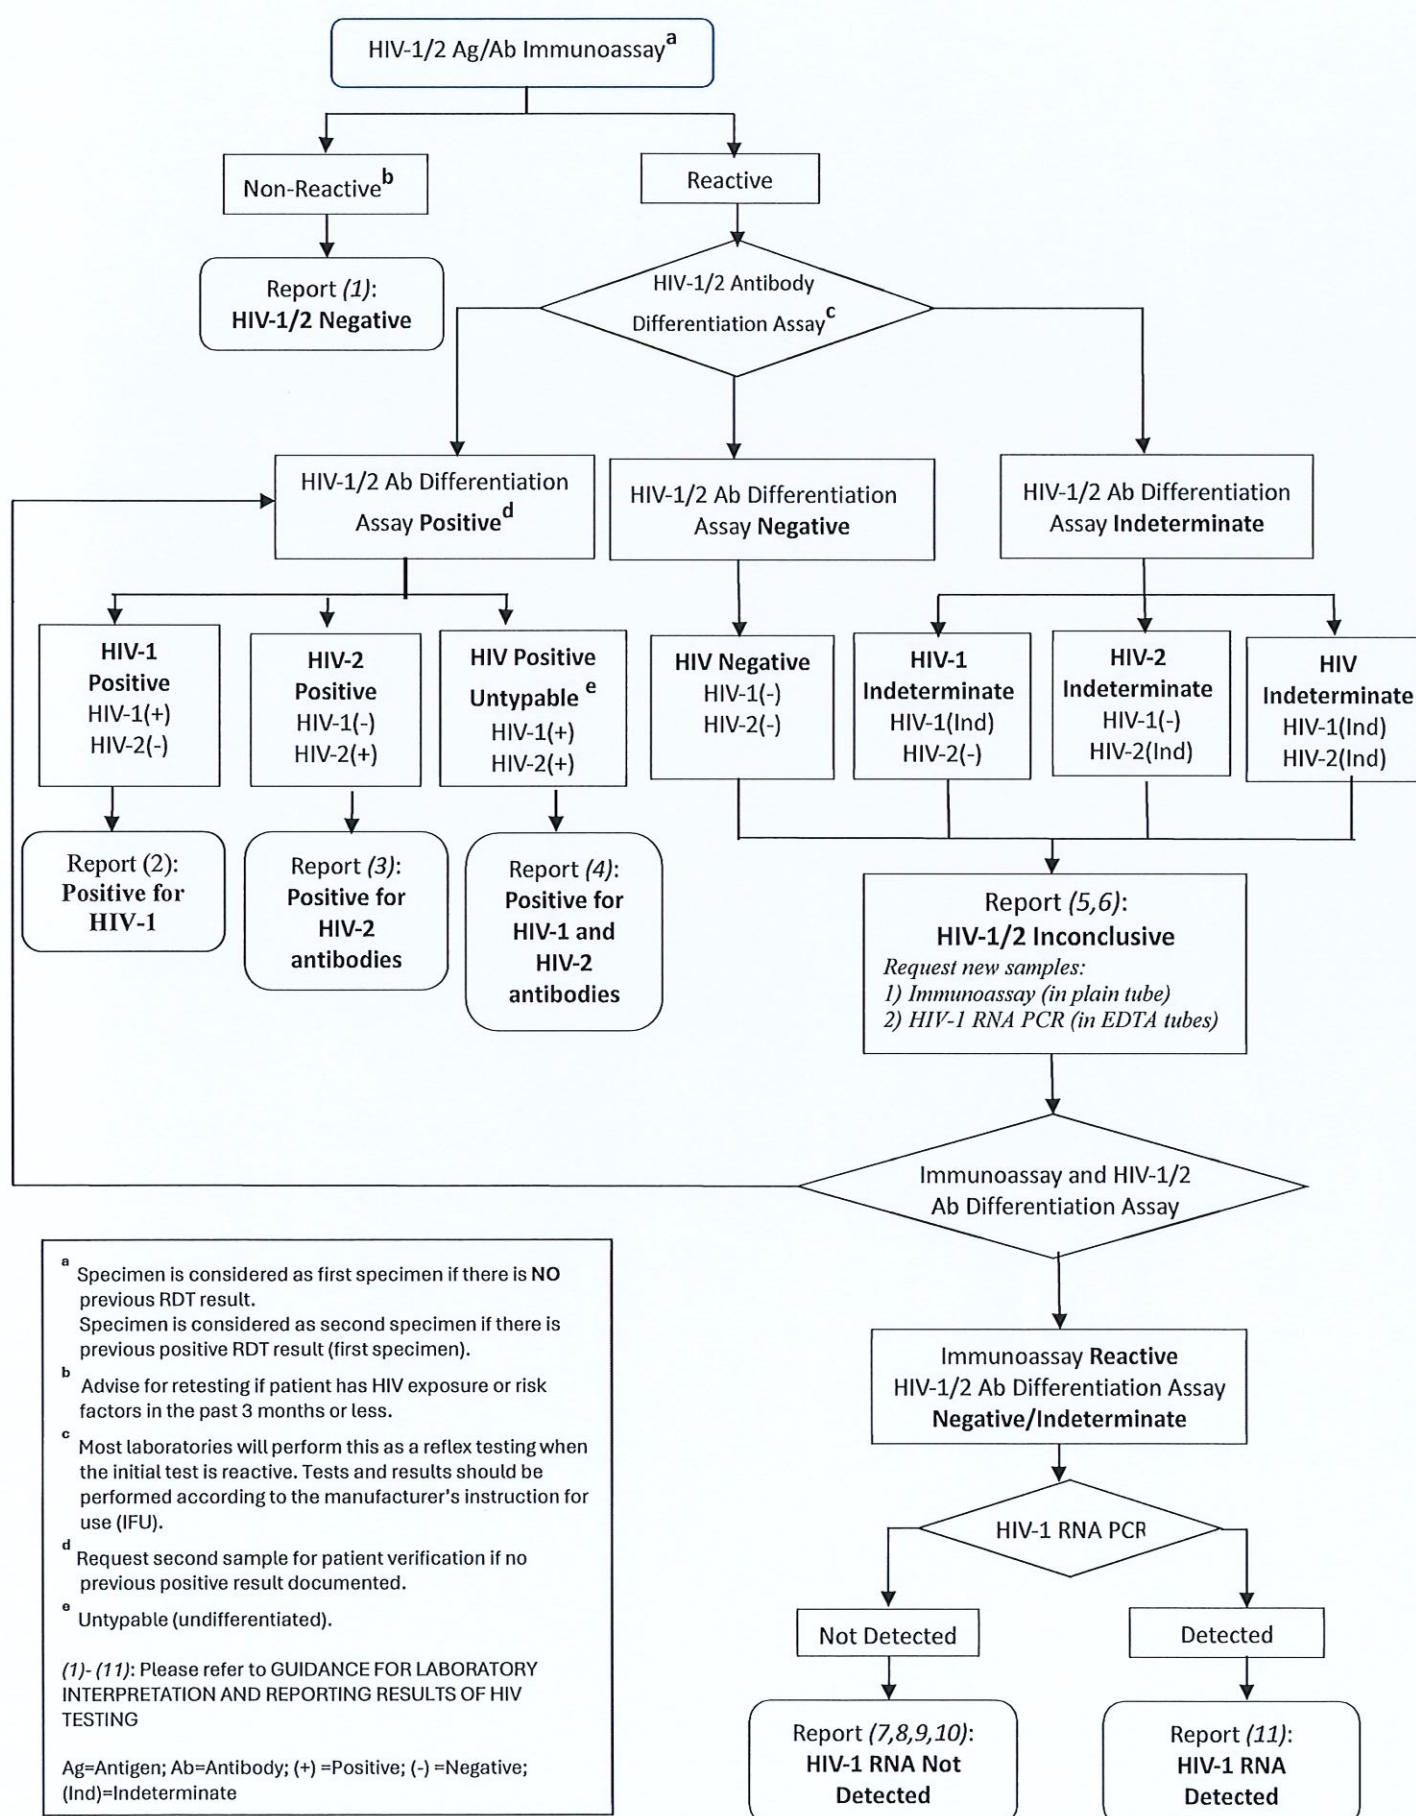 HIV-1/2 Ag/Ab Immunoassay a
Non-Reactive b
Reactive
Report (1):
HIV-1/2 Negative
HIV-1/2 Antibody
Differentiation Assay c
HIV-1/2 Ab Differentiation
Assay Positive d
HIV-1/2 Ab Differentiation
Assay Negative
HIV-1/2 Ab Differentiation
Assay Indeterminate
HIV-1
Positive
HIV-1(+)
HIV-2(-)
HIV-2
Positive
HIV-1(-)
HIV-2(+)
HIV Positive
Untypable e
HIV-1(+)
HIV-2(+)
HIV Negative
HIV-1(-)
HIV-2(-)
HIV-1
Indeterminate
HIV-1(Ind)
HIV-2(-)
HIV-2
Indeterminate
HIV-1(-)
HIV-2(Ind)
HIV
Indeterminate
HIV-1(Ind)
HIV-2(Ind)
Report (2):
Positive for
HIV-1
Report (3):
Positive for
HIV-2
antibodies
Report (4):
Positive for
HIV-1 and
HIV-2
antibodies
Report (5,6):
HIV-1/2 Inconclusive
Request new samples:
1) Immunoassay (in plain tube)
2) HIV-1 RNA PCR (in EDTA tubes)
Immunoassay and HIV-1/2
Ab Differentiation Assay
Immunoassay Reactive
HIV-1/2 Ab Differentiation Assay
Negative/Indeterminate
HIV-1 RNA PCR
Not Detected
Detected
Report (7,8,9,10):
HIV-1 RNA Not
Detected
Report (11):
HIV-1 RNA
Detected
a Specimen is considered as first specimen if there is NO
previous RDT result.
Specimen is considered as second specimen if there is
previous positive RDT result (first specimen).
b Advise for retesting if patient has HIV exposure or risk
factors in the past 3 months or less.
c Most laboratories will perform this as a reflex testing when
the initial test is reactive. Tests and results should be
performed according to the manufacturer's instruction for
use (IFU).
d Request second sample for patient verification if no
previous positive result documented.
e Untypable (undifferentiated).
(1)- (11): Please refer to GUIDANCE FOR LABORATORY
INTERPRETATION AND REPORTING RESULTS OF HIV
TESTING
Ag=Antigen; Ab=Antibody; (+) =Positive; (-) =Negative;
(Ind)=Indeterminate